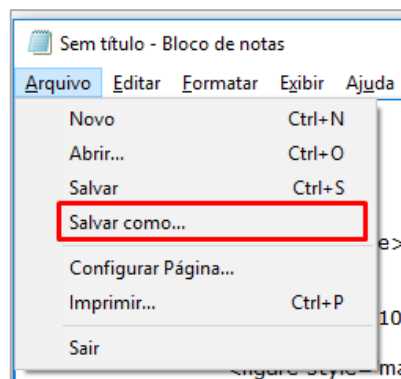 Sem título - Bloco de notas
Arquivo Editar Formatar Exibir Ajuda
Novo Ctrl+N
Abrir... Ctrl+O
Salvar Ctrl+S
Salvar como...
e>
Configurar Página...
Imprimir... Ctrl+P
10
Sair